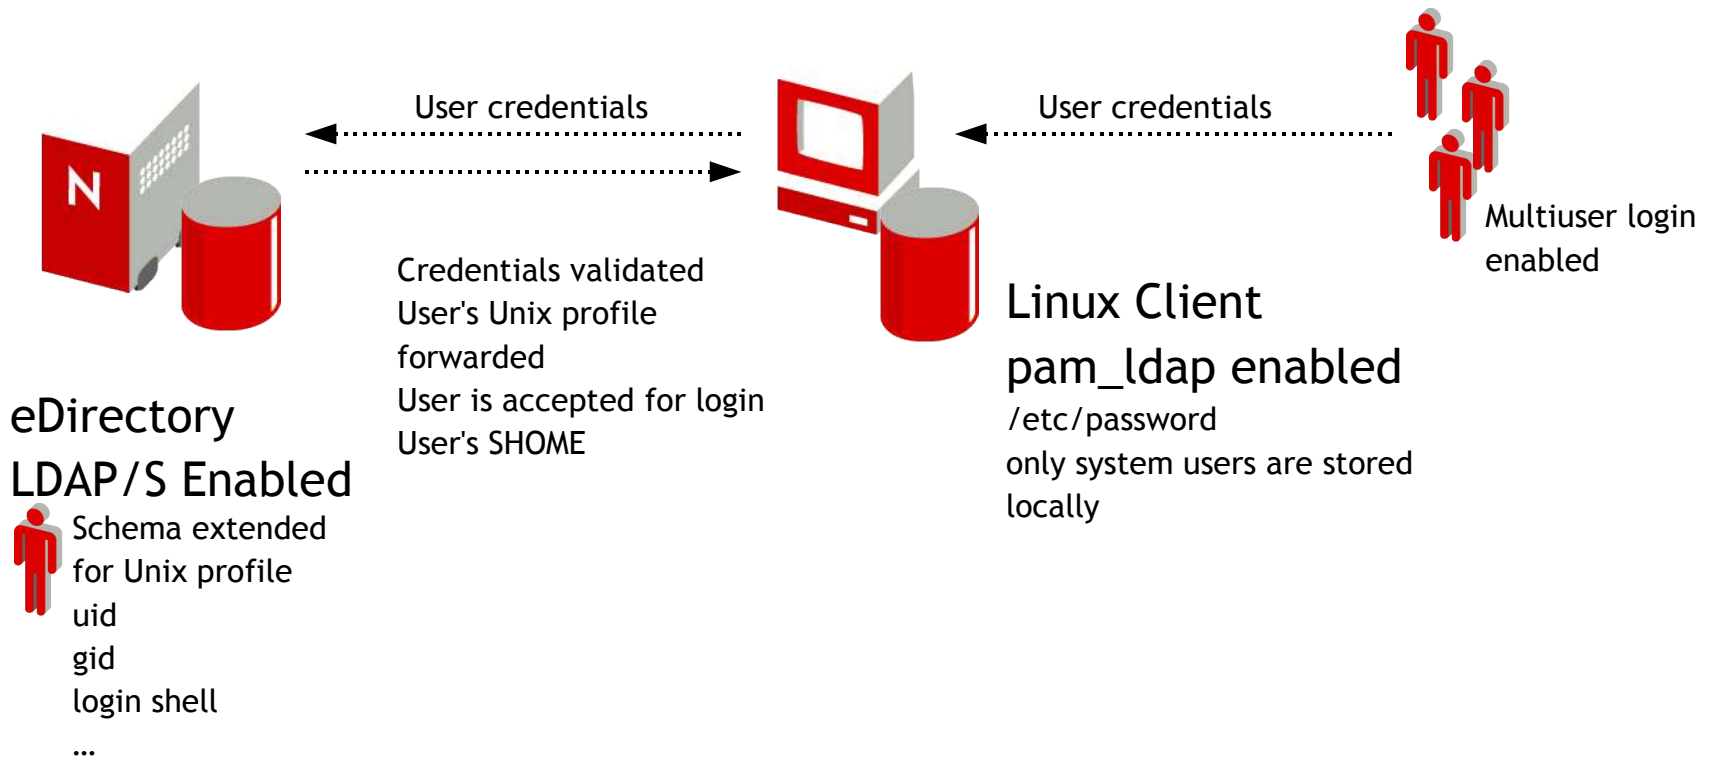 User credentials
User credentials
N
Multiuser login
enabled
Credentials validated
User's Unix profile
forwarded
User is accepted for login
User's SHOME
Linux Client
pam_ldap enabled
/etc/password
only system users are stored
locally
eDirectory
LDAP/S Enabled
Schema extended
for Unix profile
uid
gid
login shell
…